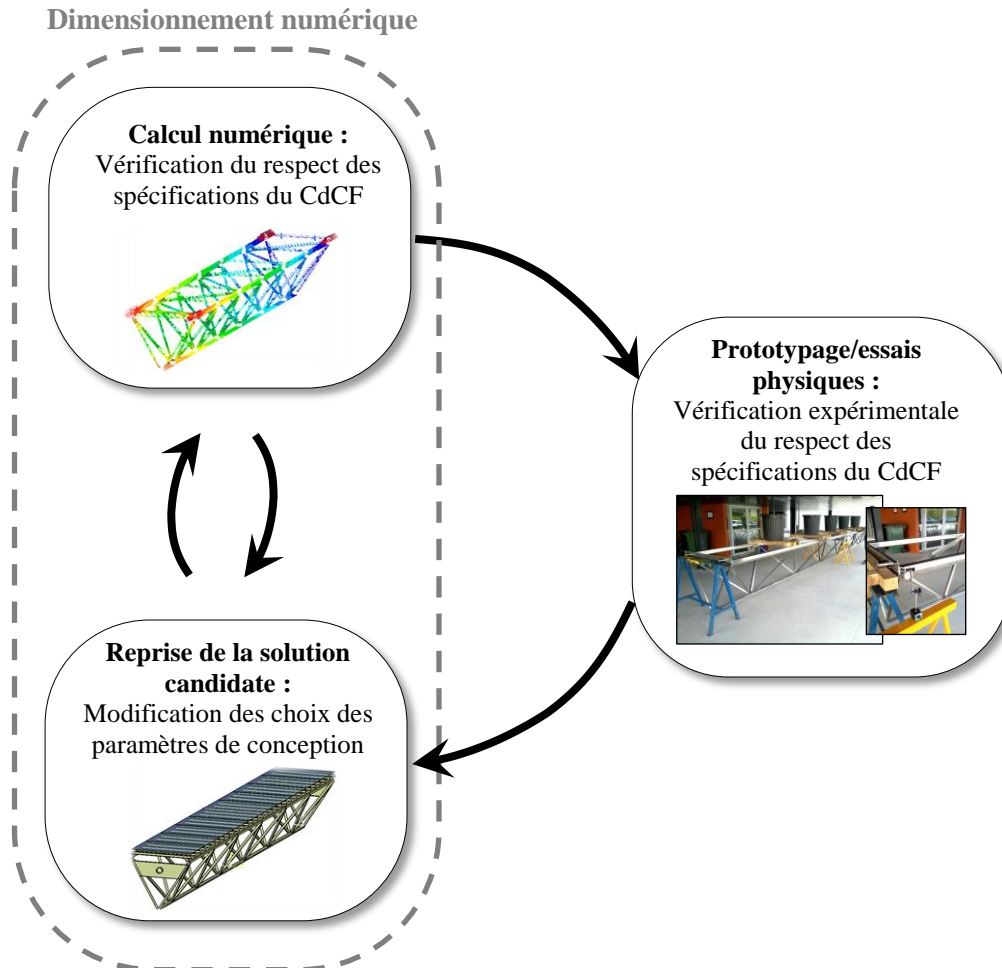 Dimensionnement numérique
Calcul numérique :
Vérification du respect des
spécifications du CdCF
Prototypage/essais
physiques :
Vérification expérimentale
du respect des
spécifications du CdCF
Reprise de la solution
candidate :
Modification des choix des
paramètres de conception